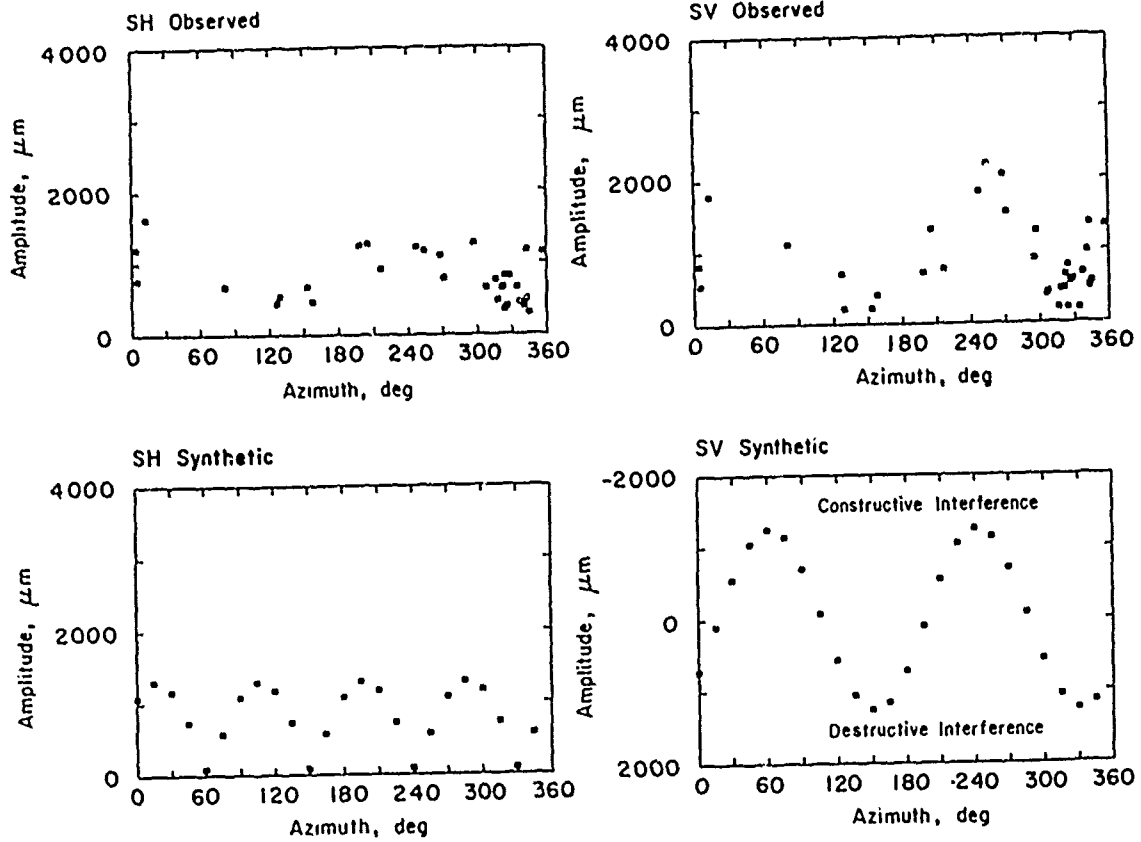 SH Observed
4000
2000
0
0 60 120 180 240 300 360
Amplitude, μm
Azimuth, deg
SV Observed
4000
2000
0
0 60 120 180 240 300 360
Amplitude, μm
Azimuth, deg
SH Synthetic
4000
2000
0
0 60 120 180 240 300 360
Amplitude, μm
Azimuth, deg
SV Synthetic
-2000
Constructive Interference
0
Destructive Interference
2000
0 60 120 180 240 300 360
Amplitude, μm
Azimuth, deg